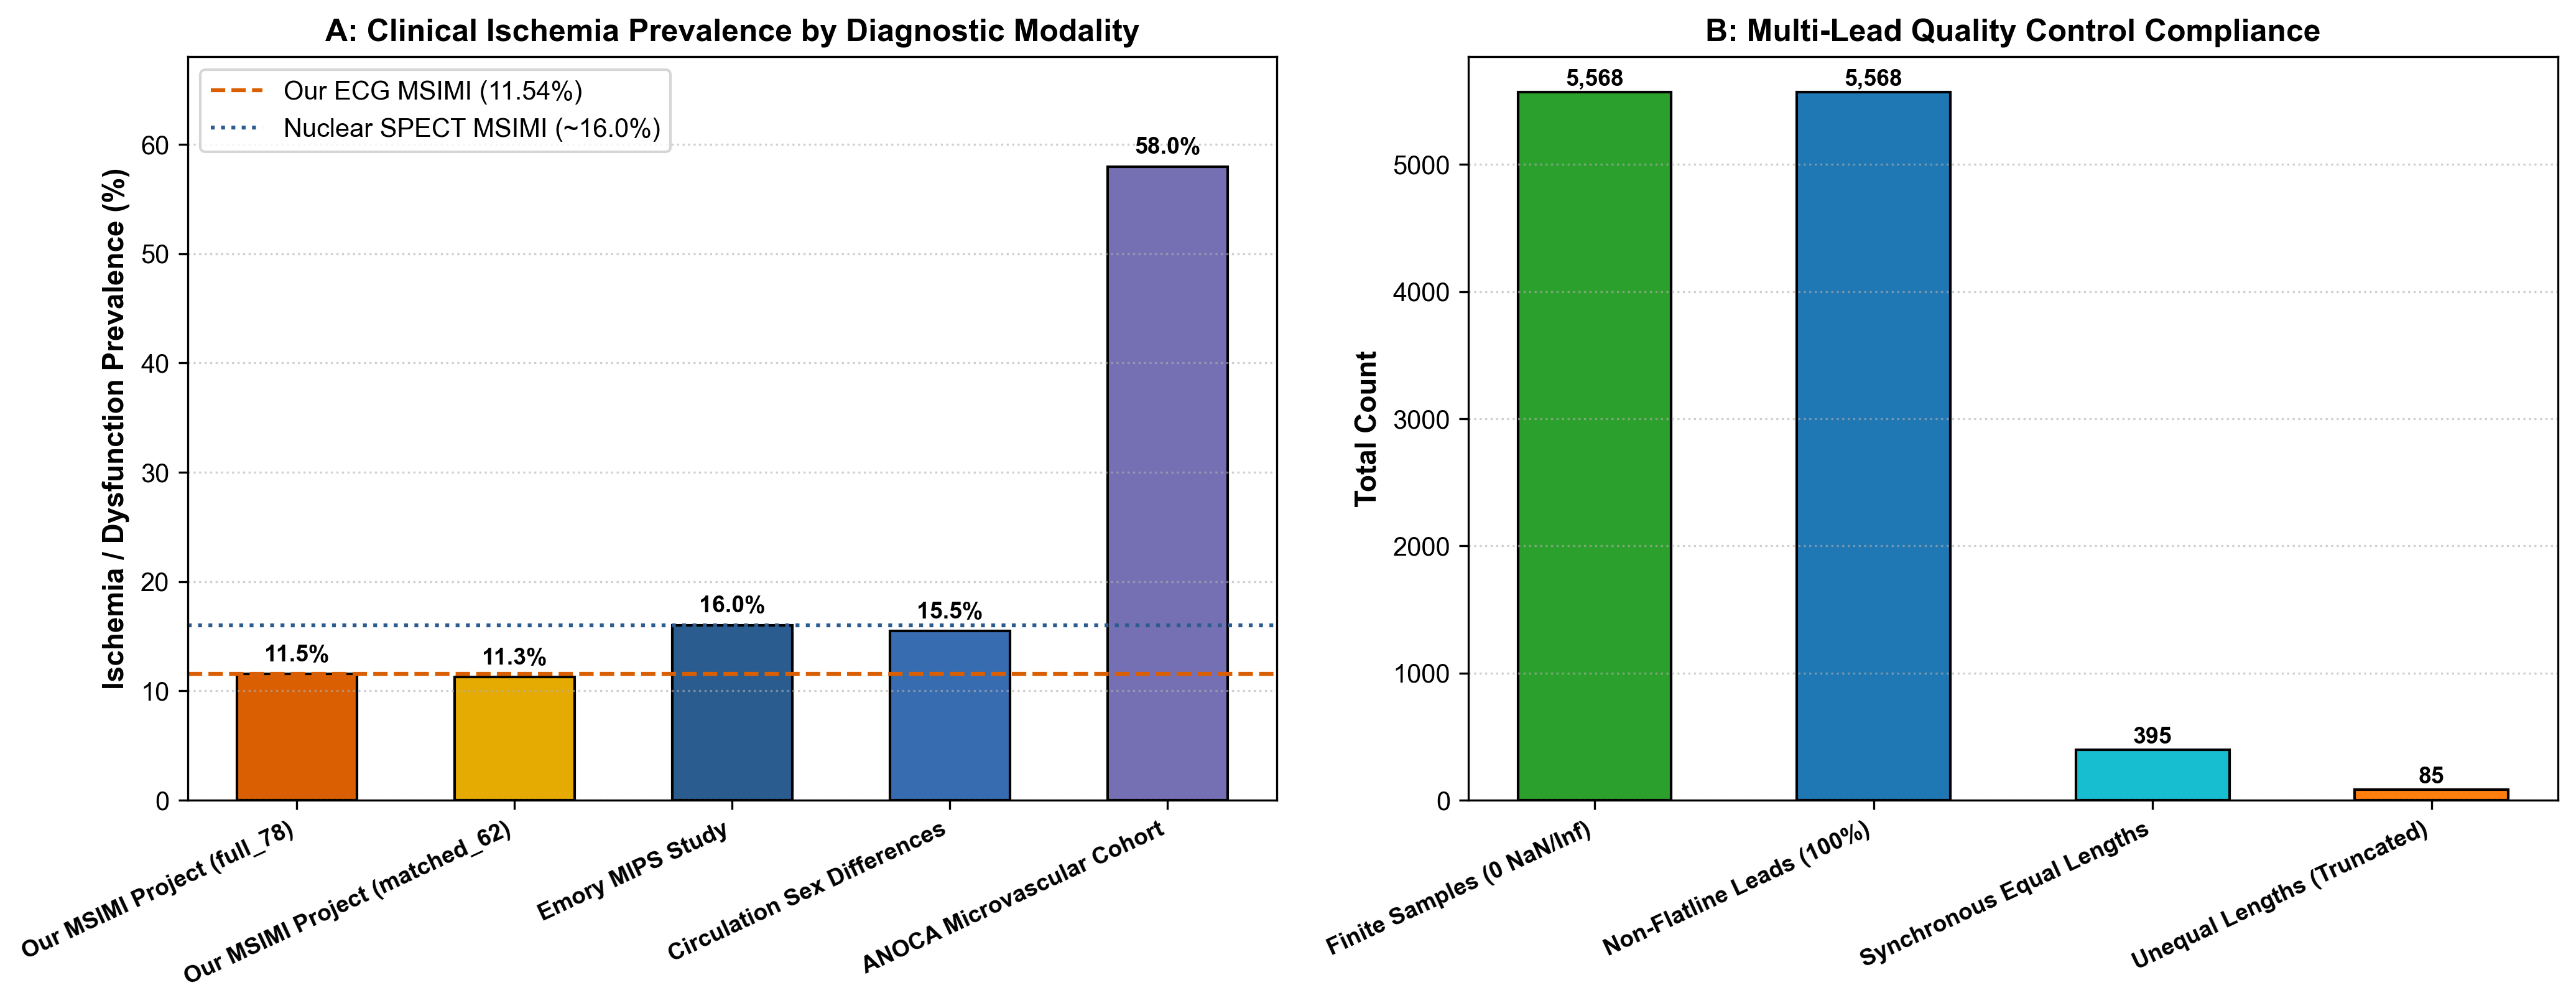 A: Clinical Ischemia Prevalence by Diagnostic Modality
Our ECG MSIMI (11.54%)
Nuclear SPECT MSIMI (~16.0%)
Ischemia / Dysfunction Prevalence (%)
60
50
40
30
20
10
0
11.5%
11.3%
16.0%
15.5%
58.0%
Our MSIMI Project (full_78)
Our MSIMI Project (matched_62)
Emory MIPS Study
Circulation Sex Differences
ANOCA Microvascular Cohort
B: Multi-Lead Quality Control Compliance
Total Count
5000
4000
3000
2000
1000
0
5,568
5,568
395
85
Finite Samples (0 NaN/Inf)
Non-Flatline Leads (100%)
Synchronous Equal Lengths
Unequal Lengths (Truncated)